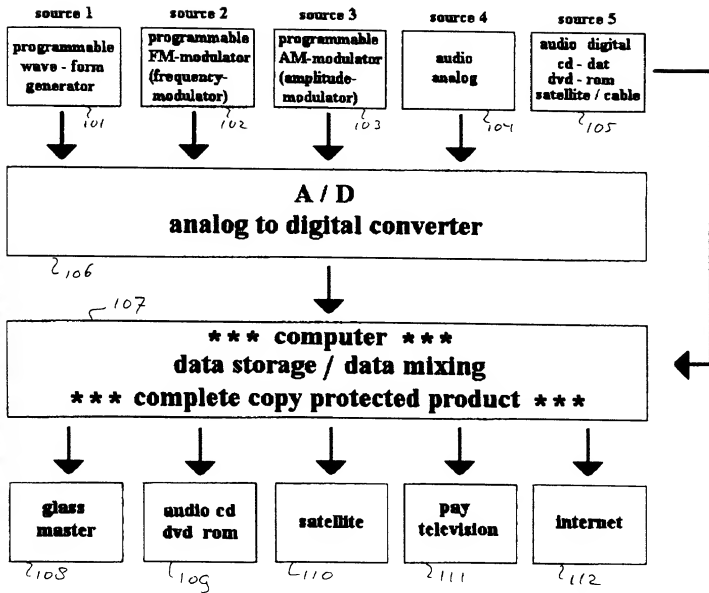 source 1
source 2
source 3
source 4
source 5
programmable
wave - form
generator
programmable
FM-modulator
(frequency-
modulator)
programmable
AM-modulator
(amplitude-
modulator)
audio
analog
audio digital
cd - dat
dvd - rom
satellite / cable
101
102
103
104
105
A / D
analog to digital converter
106
107
*** computer ***
data storage / data mixing
*** complete copy protected product ***
glass
master
audio cd
dvd rom
satellite
pay
television
internet
108
109
110
111
112